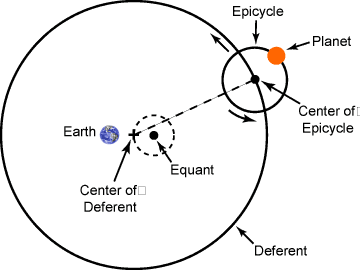 Epicycle
Planet
Center of□
Epicycle
Earth
Equant
Center of□
Deferent
Deferent